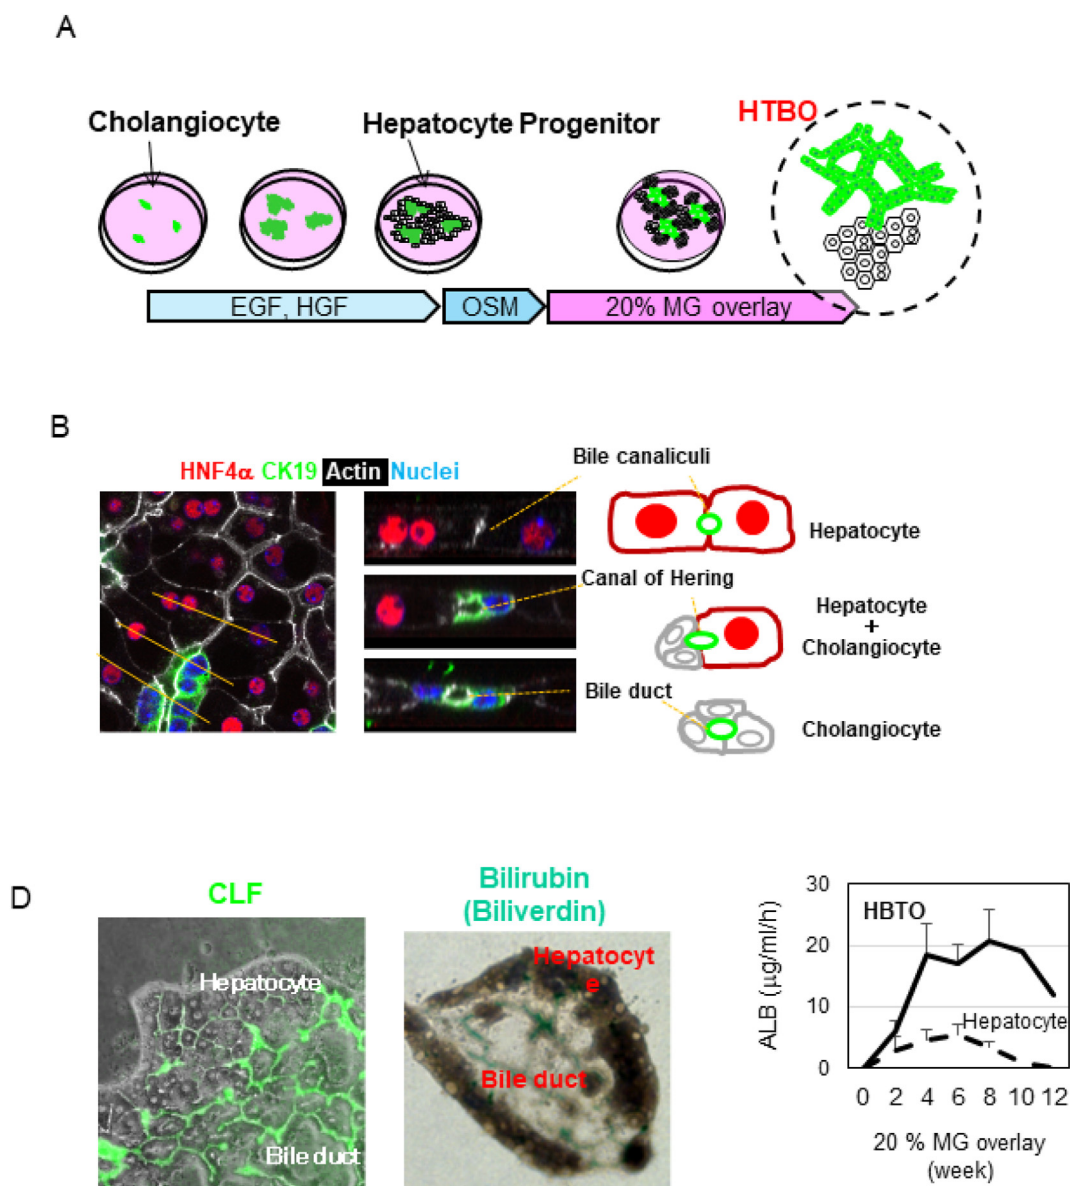 A
Cholangiocyte
Hepatocyte Progenitor
HTBO
EGF, HGF
OSM
20% MG overlay
B
HNF4α CK19 Actin Nuclei
Bile canaliculi
Hepatocyte
Canal of Hering
Hepatocyte
+
Cholangiocyte
Bile duct
Cholangiocyte
D
CLF
Hepatocyte
Bile duct
Bilirubin
(Biliverdin)
Hepatocyt
e
Bile duct
ALB (μg/ml/h)
30
20
10
0
HBTO
Hepatocyte
0 2 4 6 8 10 12
20 % MG overlay
(week)